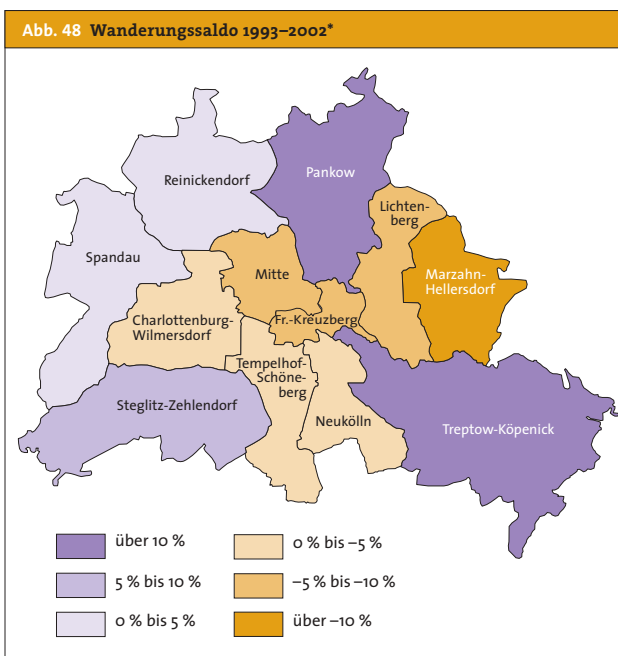 Abb. 48 Wanderungssaldo 1993–2002*
Pankow
Reinickendorf
Lichten-
berg
Spandau
Mitte
Marzahn-
Hellersdorf
Charlottenburg-
Wilmersdorf
Fr.-Kreuzberg
Tempelhof-
Schöne-
berg
Steglitz-Zehlendorf
Neukölln
Treptow-Köpenick
über 10 %
5 % bis 10 %
0 % bis 5 %
0 % bis –5 %
–5 % bis –10 %
über –10 %